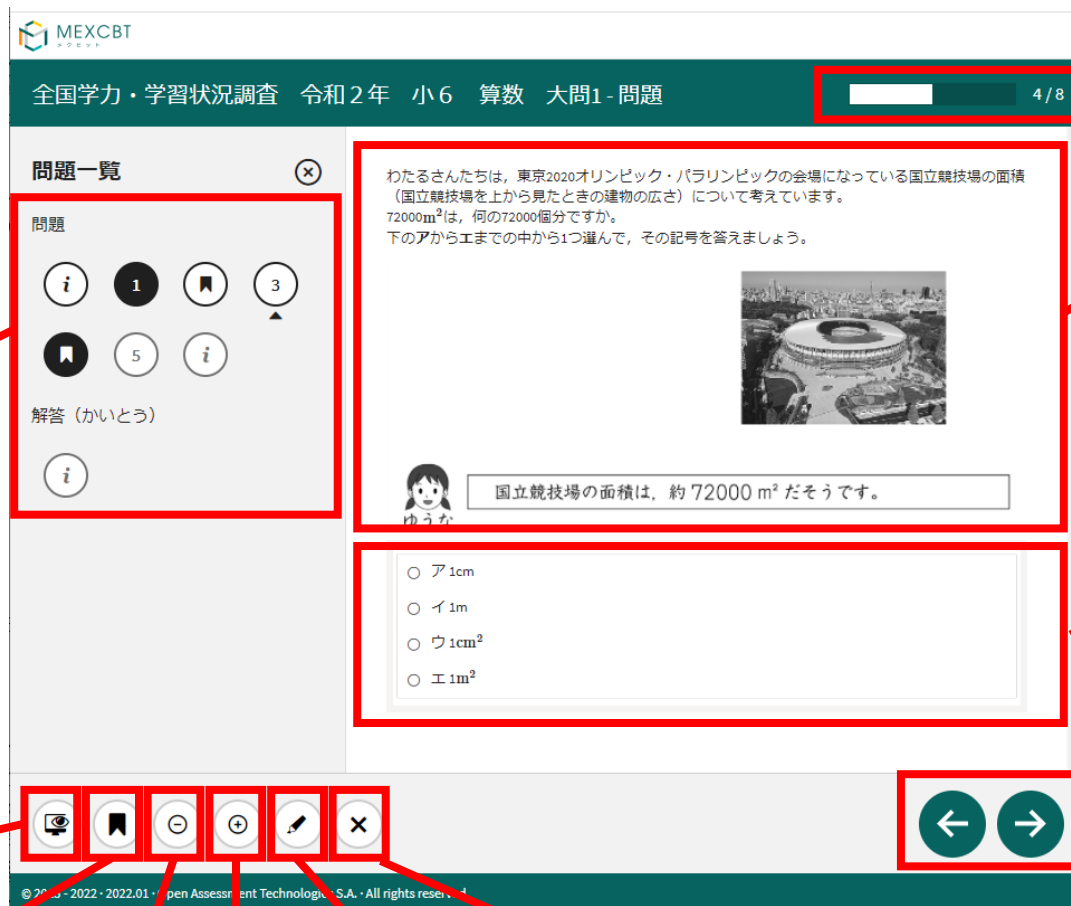 MEXCBT
メクビット
全国学力・学習状況調査 令和2年 小6 算数 大問1-問題
4/8
問題一覧
問題
i 1 3
5 i
解答（かいとう）
i
わたるさんたちは，東京2020オリンピック・パラリンピックの会場になっている国立競技場の面積
（国立競技場を上から見たときの建物の広さ）について考えています。
72000m²は，何の72000個分ですか。
下のアからエまでの中から1つ選んで，その記号を答えましょう。
国立競技場の面積は，約 72000 m² だそうです。
ゆうな
ア 1cm
イ 1m
ウ 1cm²
エ 1m²
- 2022 · 2022.01 · Open Assessment Technologies S.A. · All rights reserved